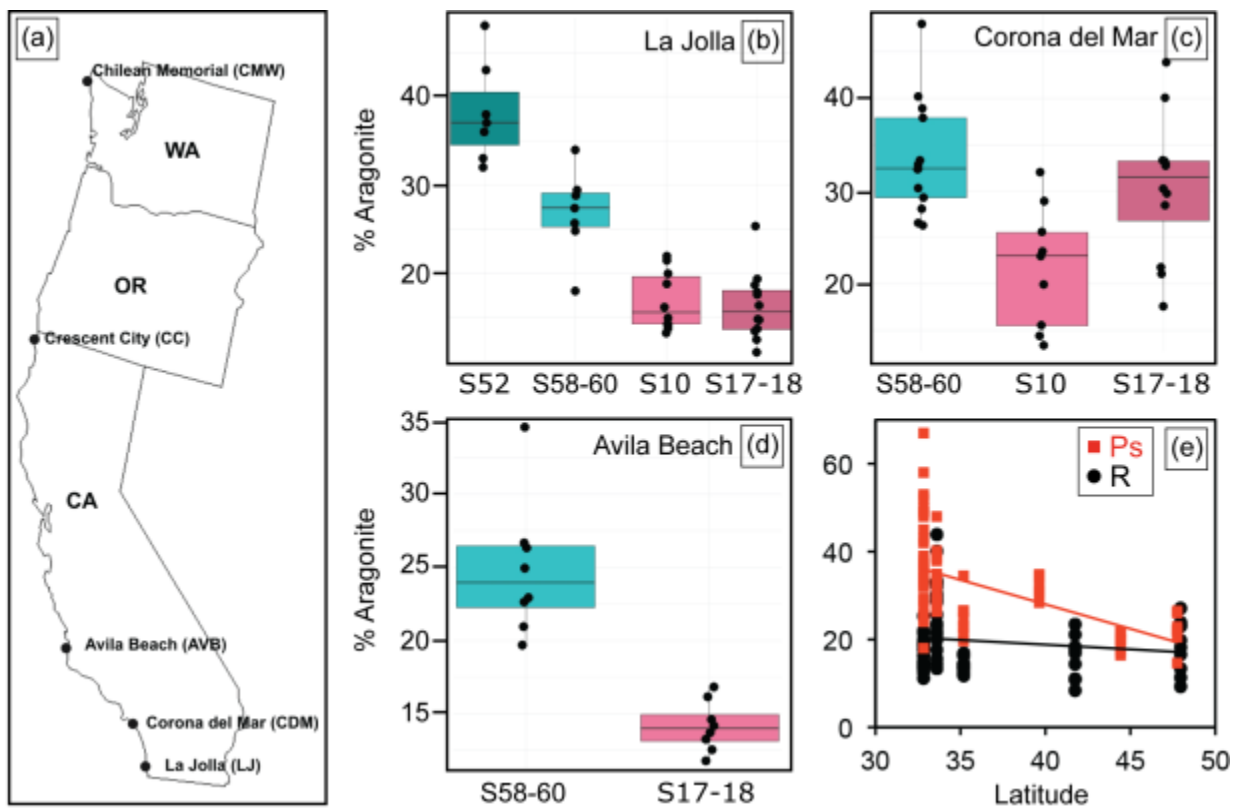 (a)
Chilean Memorial (CMW)
WA
OR
Crescent City (CC)
CA
Avila Beach (AVB)
Corona del Mar (CDM)
La Jolla (LJ)
La Jolla (b)
% Aragonite
40
30
20
S52 S58-60 S10 S17-18
Corona del Mar (c)
40
30
20
S58-60 S10 S17-18
Avila Beach (d)
% Aragonite
35
30
25
20
15
S58-60 S17-18
(e)
Ps
R
60
40
20
0
30 35 40 45 50
Latitude